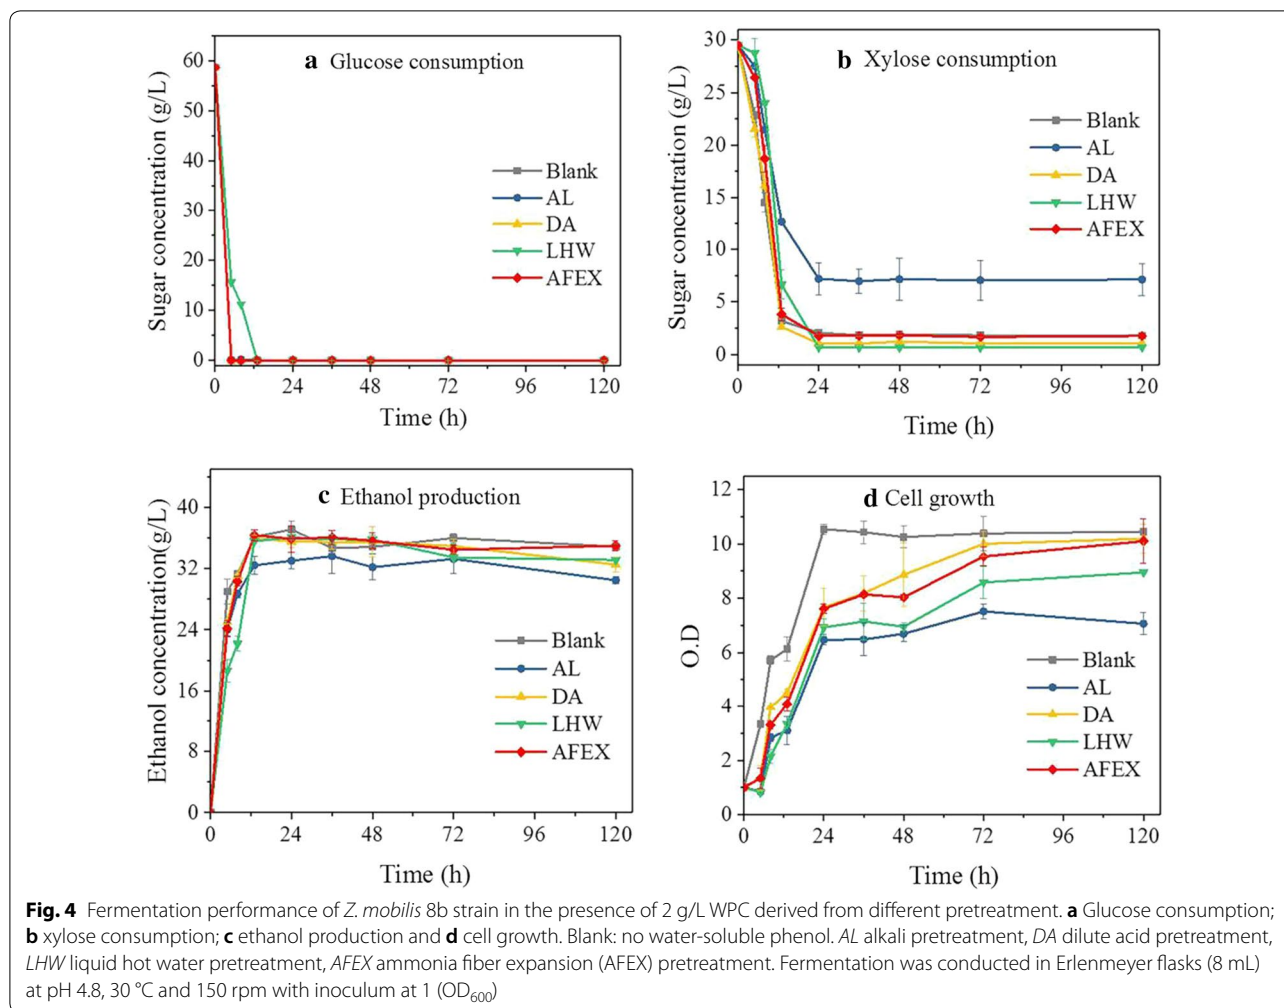 a Glucose consumption
Sugar concentration (g/L)
60
50
40
30
20
10
0
Blank
AL
DA
LHW
AFEX
0 24 48 72 96 120
Time (h)
b Xylose consumption
Sugar concentration (g/L)
30
25
20
15
10
5
0
Blank
AL
DA
LHW
AFEX
0 24 48 72 96 120
Time (h)
c Ethanol production
Ethanol concentration(g/L)
40
32
24
16
8
0
Blank
AL
DA
LHW
AFEX
0 24 48 72 96 120
Time (h)
d Cell growth
O.D
12
10
8
6
4
2
0
Blank
AL
DA
LHW
AFEX
0 24 48 72 96 120
Time (h)
Fig. 4 Fermentation performance of Z. mobilis 8b strain in the presence of 2 g/L WPC derived from different pretreatment. a Glucose consumption;
b xylose consumption; c ethanol production and d cell growth. Blank: no water-soluble phenol. AL alkali pretreatment, DA dilute acid pretreatment,
LHW liquid hot water pretreatment, AFEX ammonia fiber expansion (AFEX) pretreatment. Fermentation was conducted in Erlenmeyer flasks (8 mL)
at pH 4.8, 30 °C and 150 rpm with inoculum at 1 (OD₆₀₀)